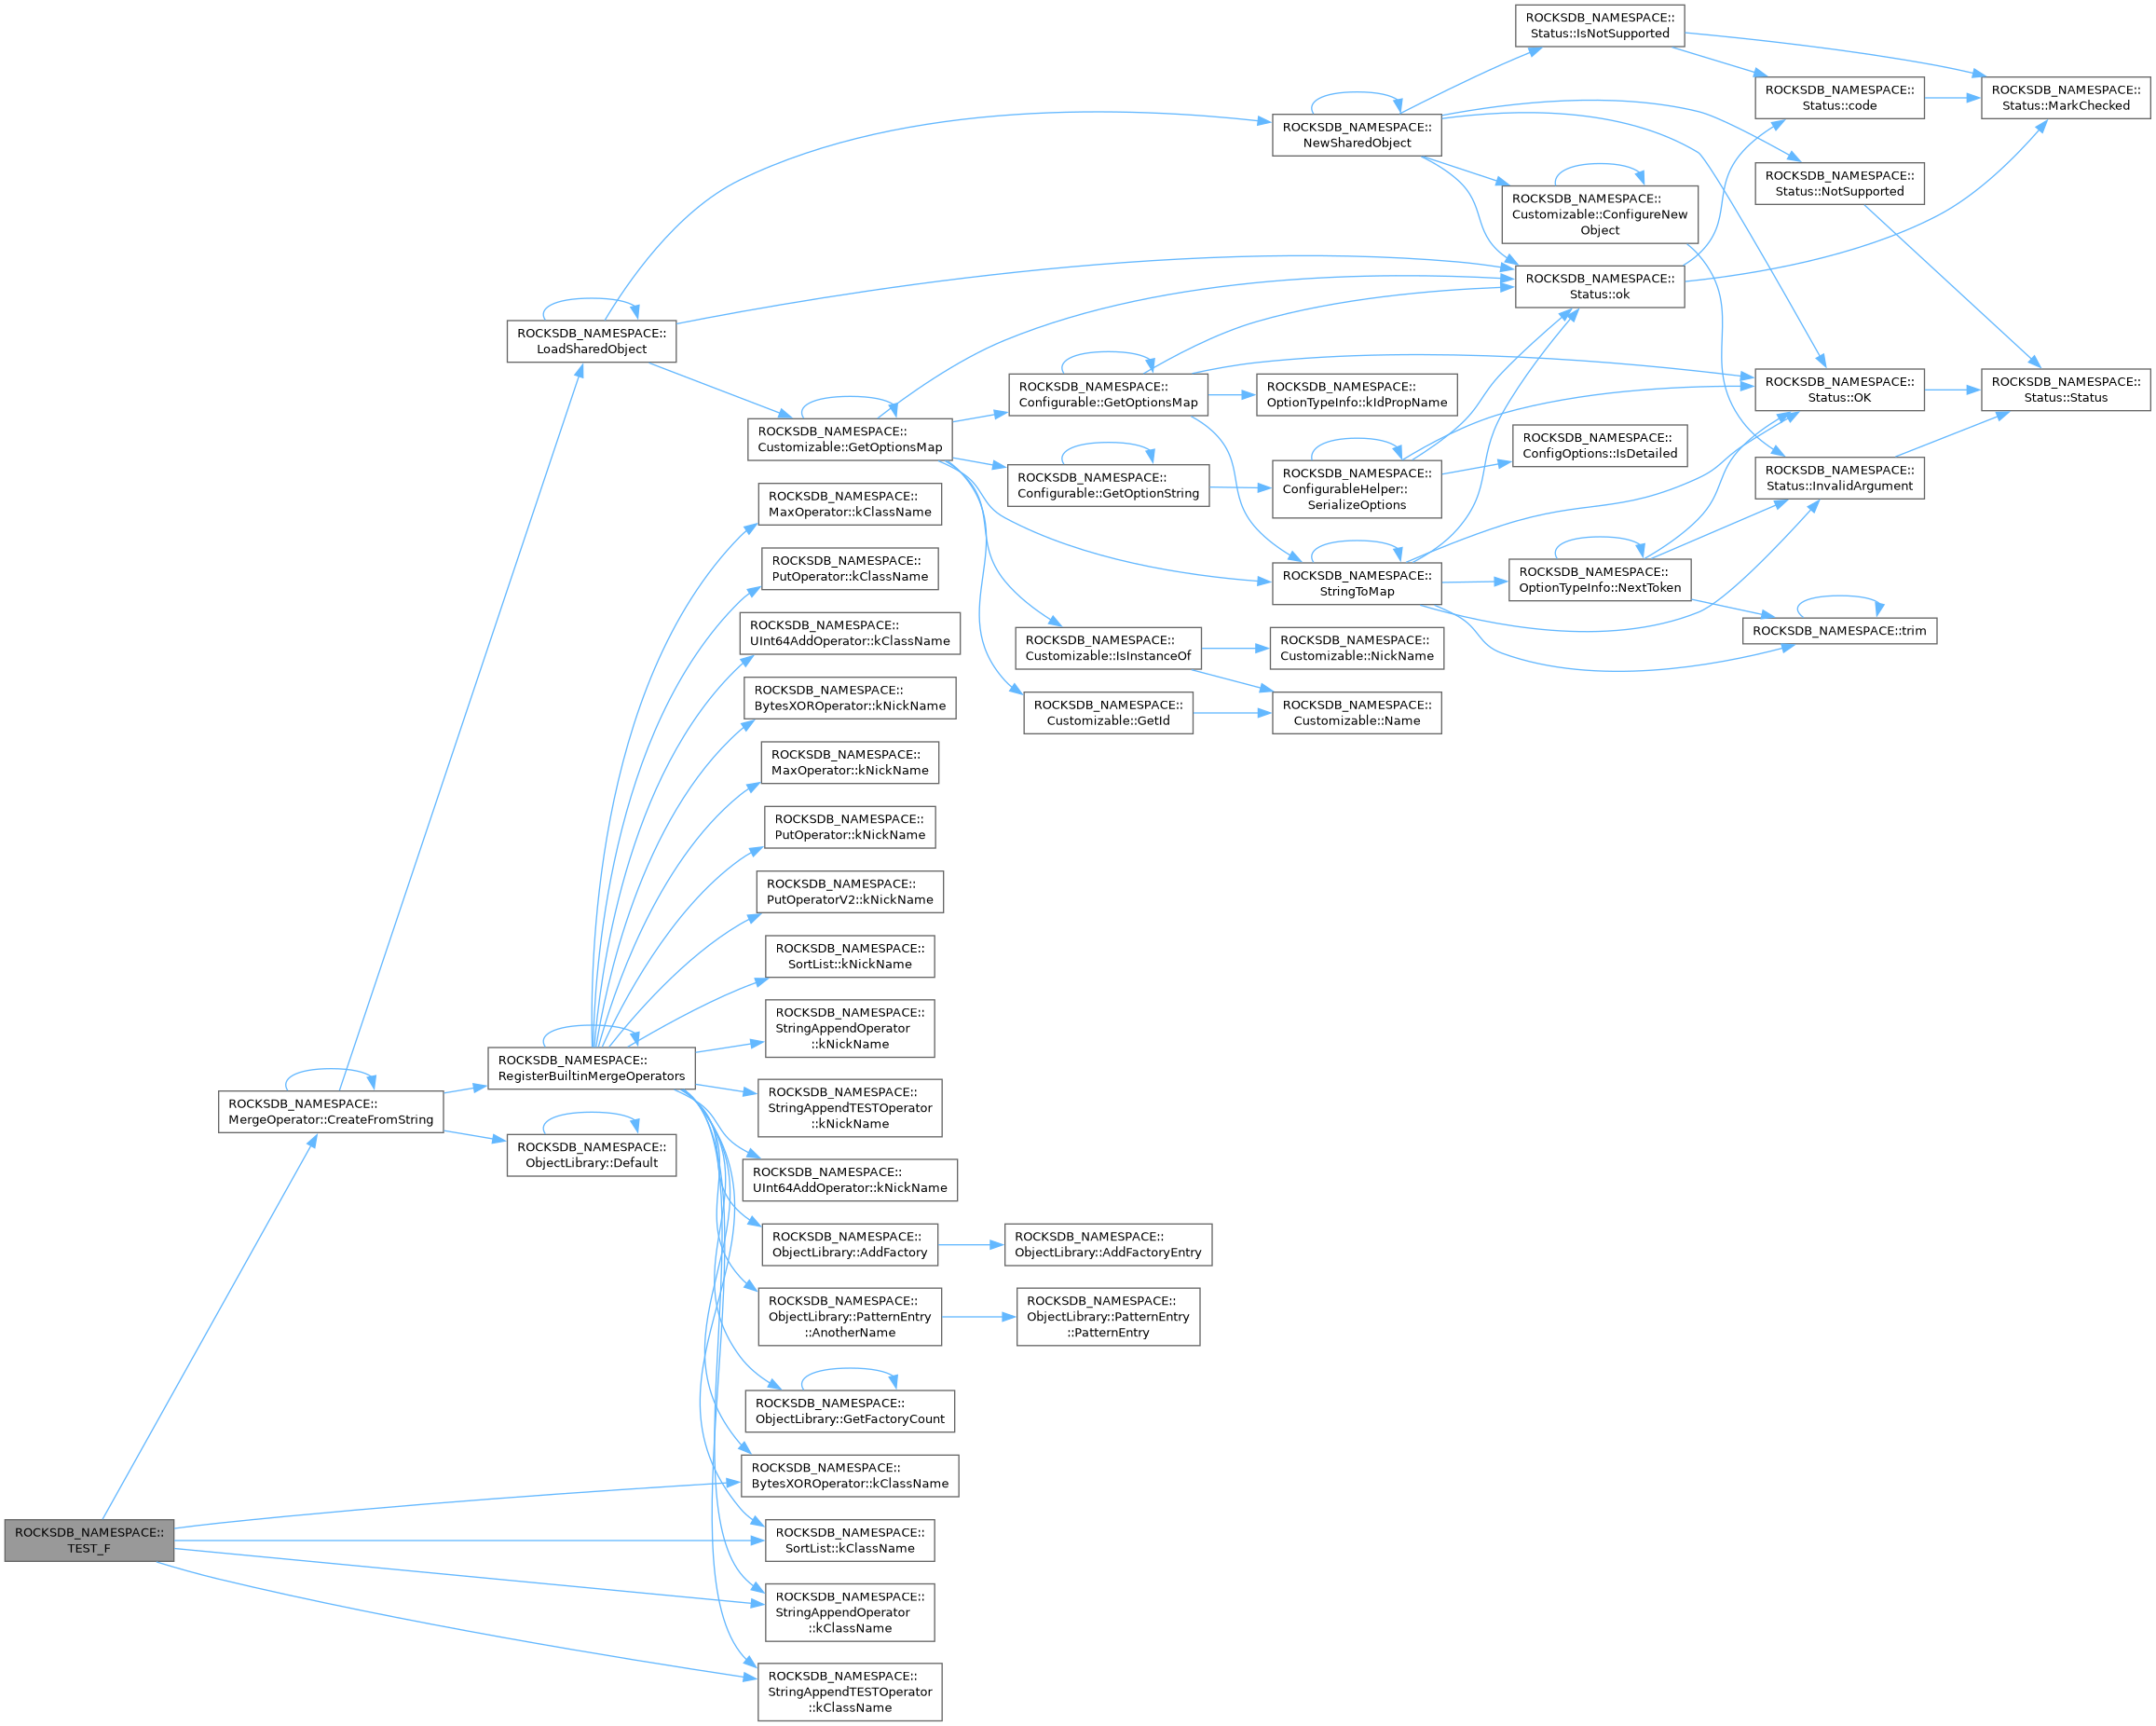 ROCKSDB_NAMESPACE::
TEST_F
ROCKSDB_NAMESPACE::
MergeOperator::CreateFromString
ROCKSDB_NAMESPACE::
LoadSharedObject
ROCKSDB_NAMESPACE::
RegisterBuiltinMergeOperators
ROCKSDB_NAMESPACE::
ObjectLibrary::Default
ROCKSDB_NAMESPACE::
Customizable::GetOptionsMap
ROCKSDB_NAMESPACE::
MaxOperator::kClassName
ROCKSDB_NAMESPACE::
PutOperator::kClassName
ROCKSDB_NAMESPACE::
UInt64AddOperator::kClassName
ROCKSDB_NAMESPACE::
BytesXOROperator::kNickName
ROCKSDB_NAMESPACE::
MaxOperator::kNickName
ROCKSDB_NAMESPACE::
PutOperator::kNickName
ROCKSDB_NAMESPACE::
PutOperatorV2::kNickName
ROCKSDB_NAMESPACE::
SortList::kNickName
ROCKSDB_NAMESPACE::
StringAppendOperator
::kNickName
ROCKSDB_NAMESPACE::
StringAppendTESTOperator
::kNickName
ROCKSDB_NAMESPACE::
UInt64AddOperator::kNickName
ROCKSDB_NAMESPACE::
ObjectLibrary::AddFactory
ROCKSDB_NAMESPACE::
ObjectLibrary::PatternEntry
::AnotherName
ROCKSDB_NAMESPACE::
ObjectLibrary::GetFactoryCount
ROCKSDB_NAMESPACE::
BytesXOROperator::kClassName
ROCKSDB_NAMESPACE::
SortList::kClassName
ROCKSDB_NAMESPACE::
StringAppendOperator
::kClassName
ROCKSDB_NAMESPACE::
StringAppendTESTOperator
::kClassName
ROCKSDB_NAMESPACE::
Configurable::GetOptionsMap
ROCKSDB_NAMESPACE::
Configurable::GetOptionString
ROCKSDB_NAMESPACE::
Customizable::IsInstanceOf
ROCKSDB_NAMESPACE::
Customizable::GetId
ROCKSDB_NAMESPACE::
ObjectLibrary::AddFactoryEntry
ROCKSDB_NAMESPACE::
ObjectLibrary::PatternEntry
::PatternEntry
ROCKSDB_NAMESPACE::
NewSharedObject
ROCKSDB_NAMESPACE::
OptionTypeInfo::kIdPropName
ROCKSDB_NAMESPACE::
ConfigurableHelper::
SerializeOptions
ROCKSDB_NAMESPACE::
StringToMap
ROCKSDB_NAMESPACE::
Customizable::NickName
ROCKSDB_NAMESPACE::
Customizable::Name
ROCKSDB_NAMESPACE::
Status::IsNotSupported
ROCKSDB_NAMESPACE::
Customizable::ConfigureNew
Object
ROCKSDB_NAMESPACE::
Status::ok
ROCKSDB_NAMESPACE::
ConfigOptions::IsDetailed
ROCKSDB_NAMESPACE::
OptionTypeInfo::NextToken
ROCKSDB_NAMESPACE::
Status::code
ROCKSDB_NAMESPACE::
Status::NotSupported
ROCKSDB_NAMESPACE::
Status::OK
ROCKSDB_NAMESPACE::
Status::InvalidArgument
ROCKSDB_NAMESPACE::trim
ROCKSDB_NAMESPACE::
Status::MarkChecked
ROCKSDB_NAMESPACE::
Status::Status